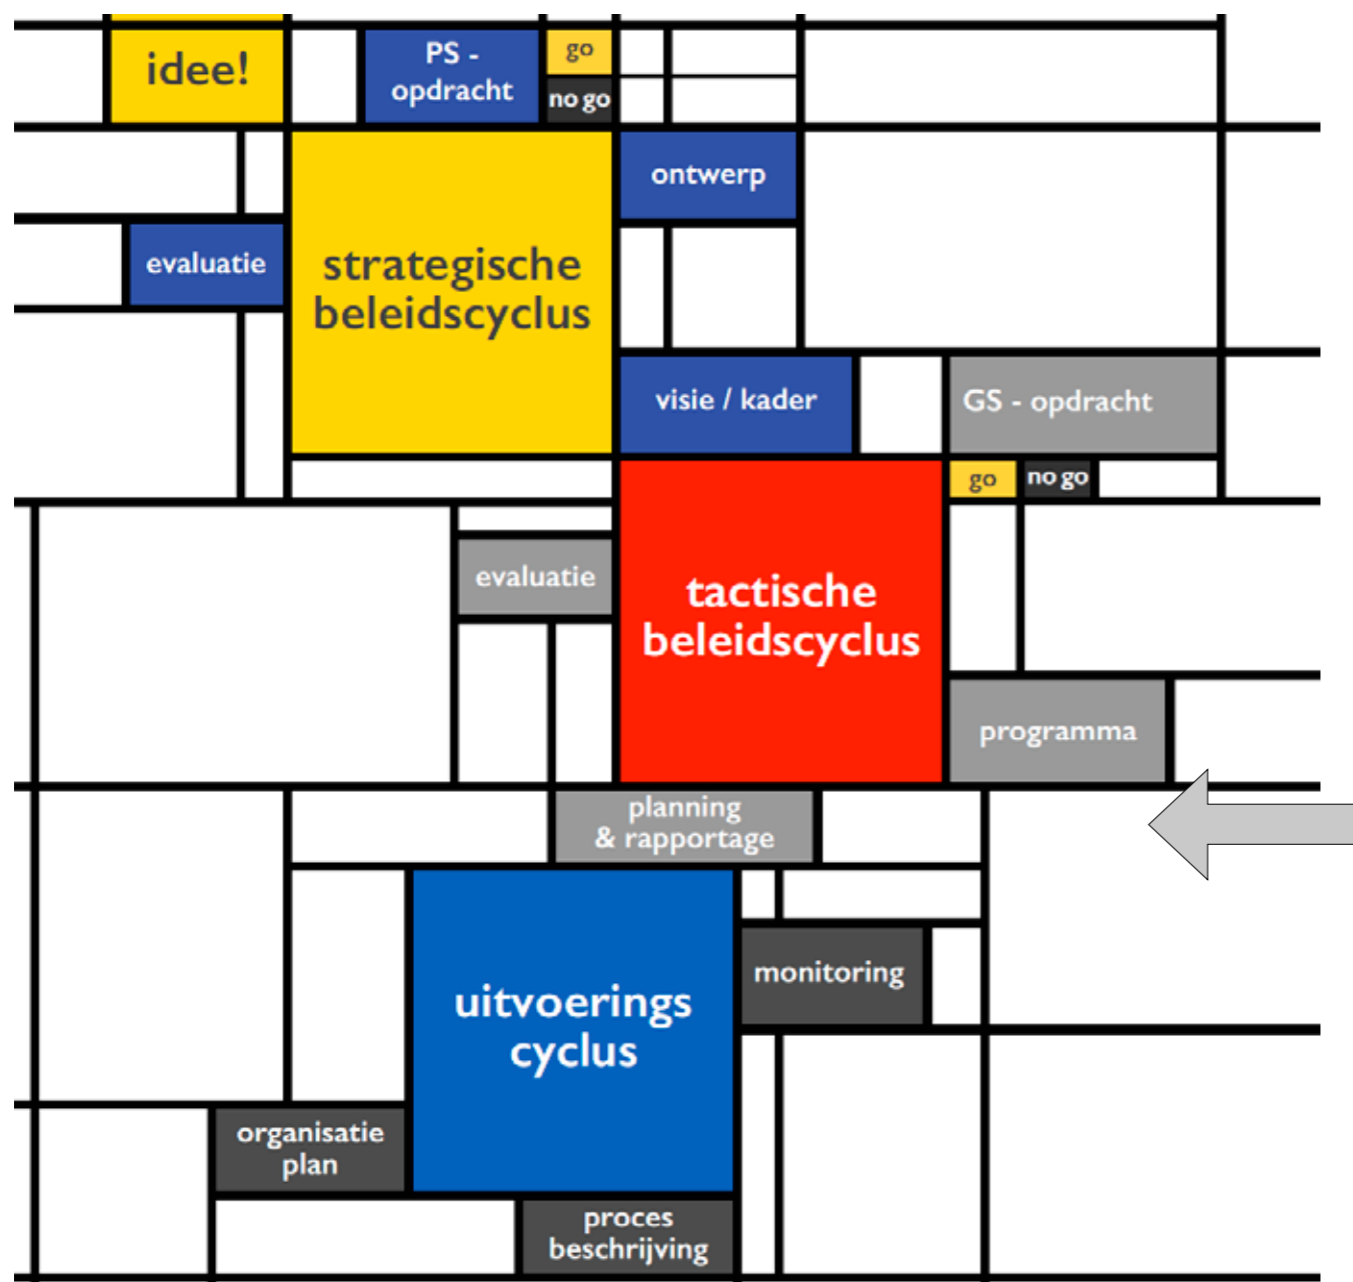 idee!
PS -
opdracht
go
no go
ontwerp
evaluatie
strategische
beleidscyclus
visie / kader
GS - opdracht
go
no go
evaluatie
tactische
beleidscyclus
programma
planning
& rapportage
monitoring
uitvoerings
cyclus
organisatie
plan
proces
beschrijving